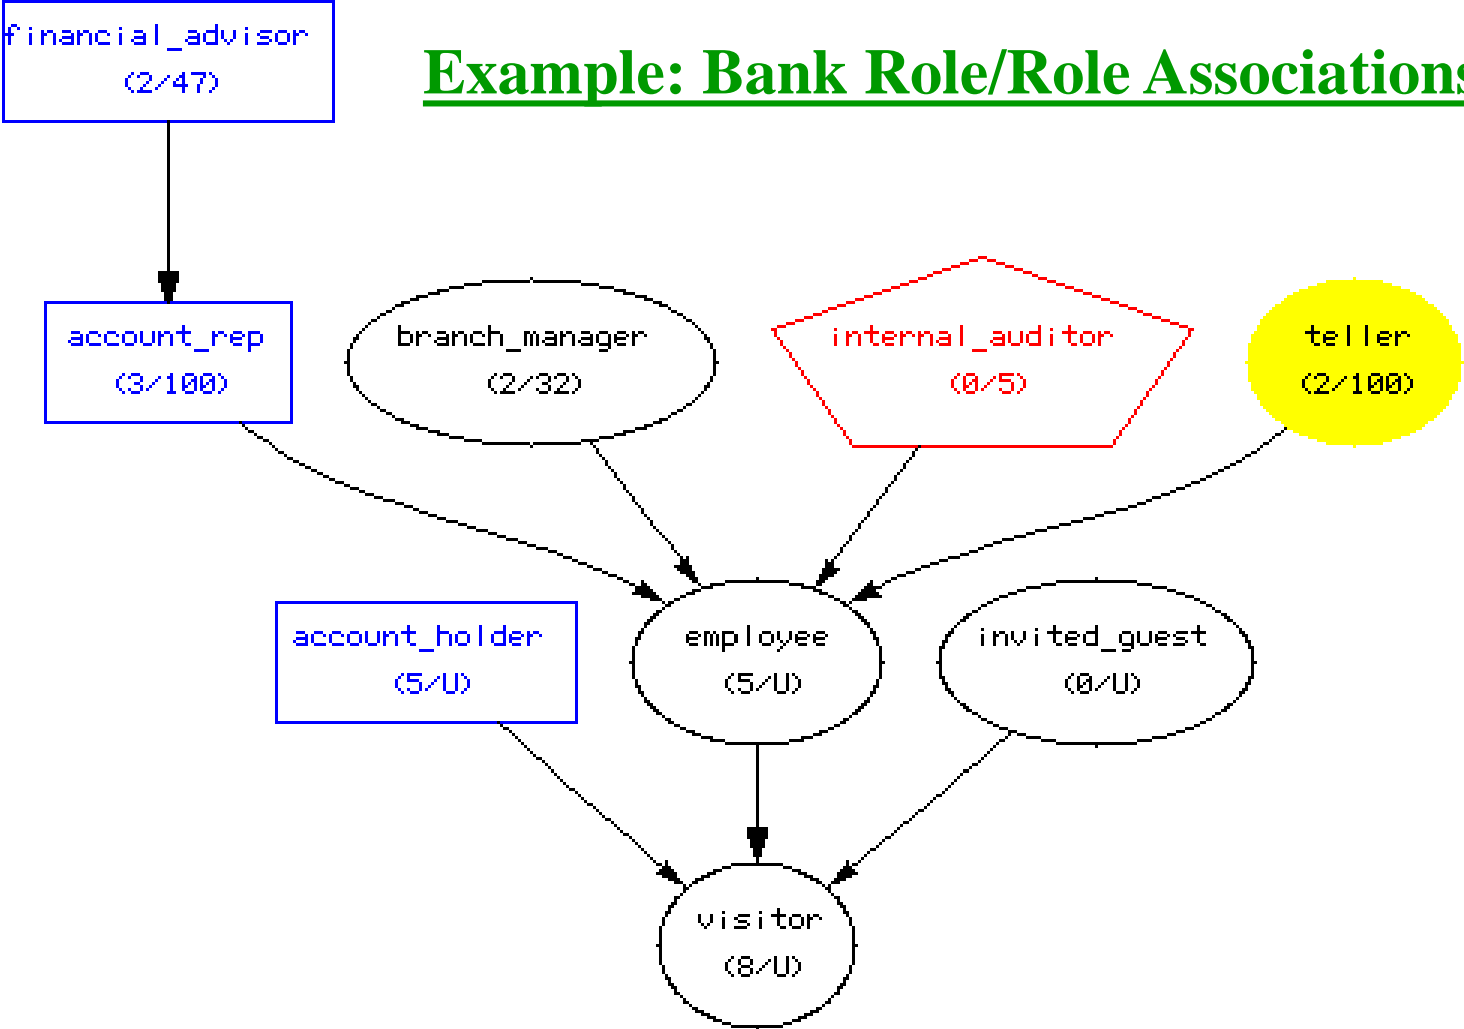 financial_advisor
(2/47)
Example: Bank Role/Role Associations
account_rep
(3/100)
branch_manager
(2/32)
internal_auditor
(0/5)
teller
(2/100)
account_holder
(5/U)
employee
(5/U)
invited_guest
(0/U)
visitor
(8/U)